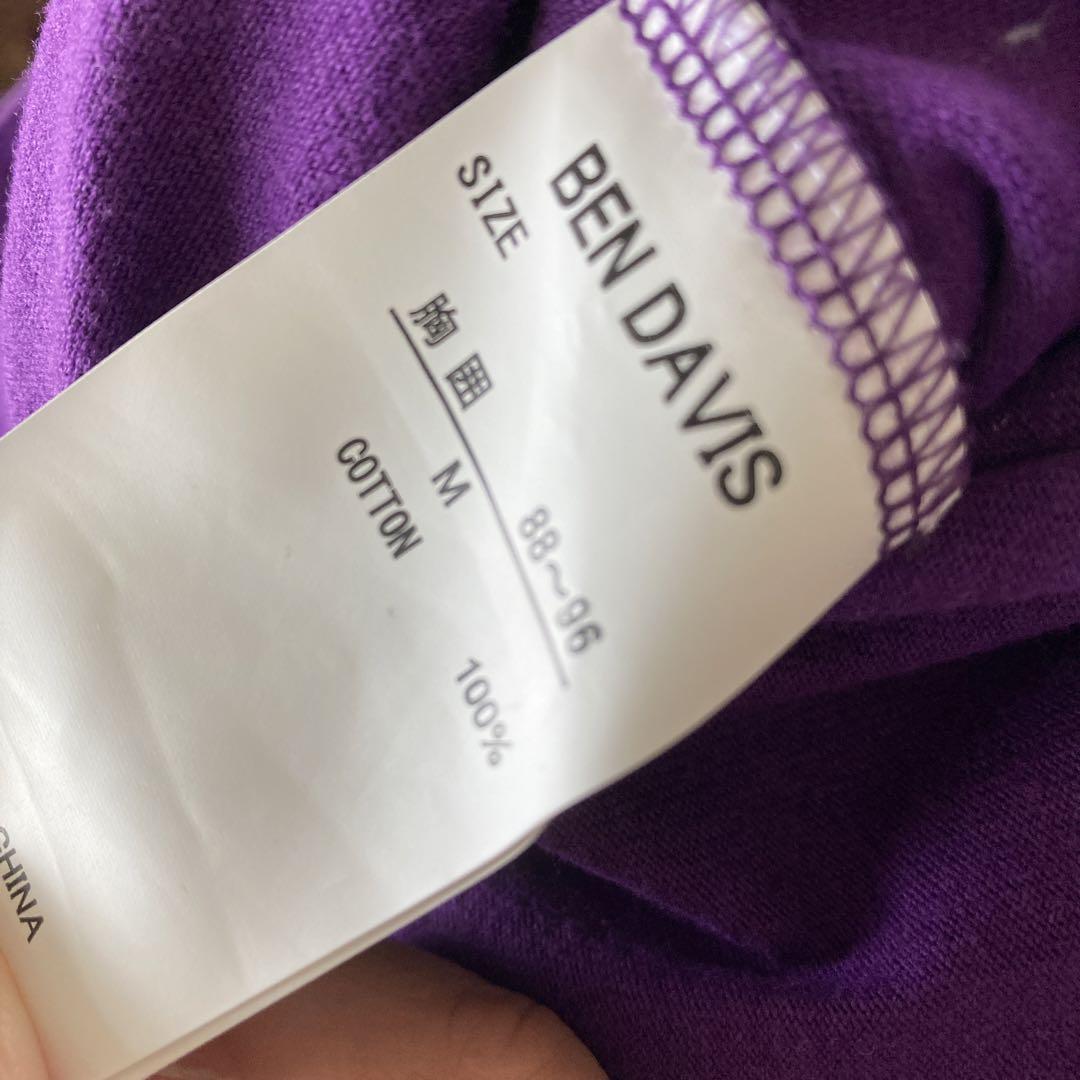 BEN DAVIS
SIZE
胸囲 88〜96
M
COTTON 100%
CHINA